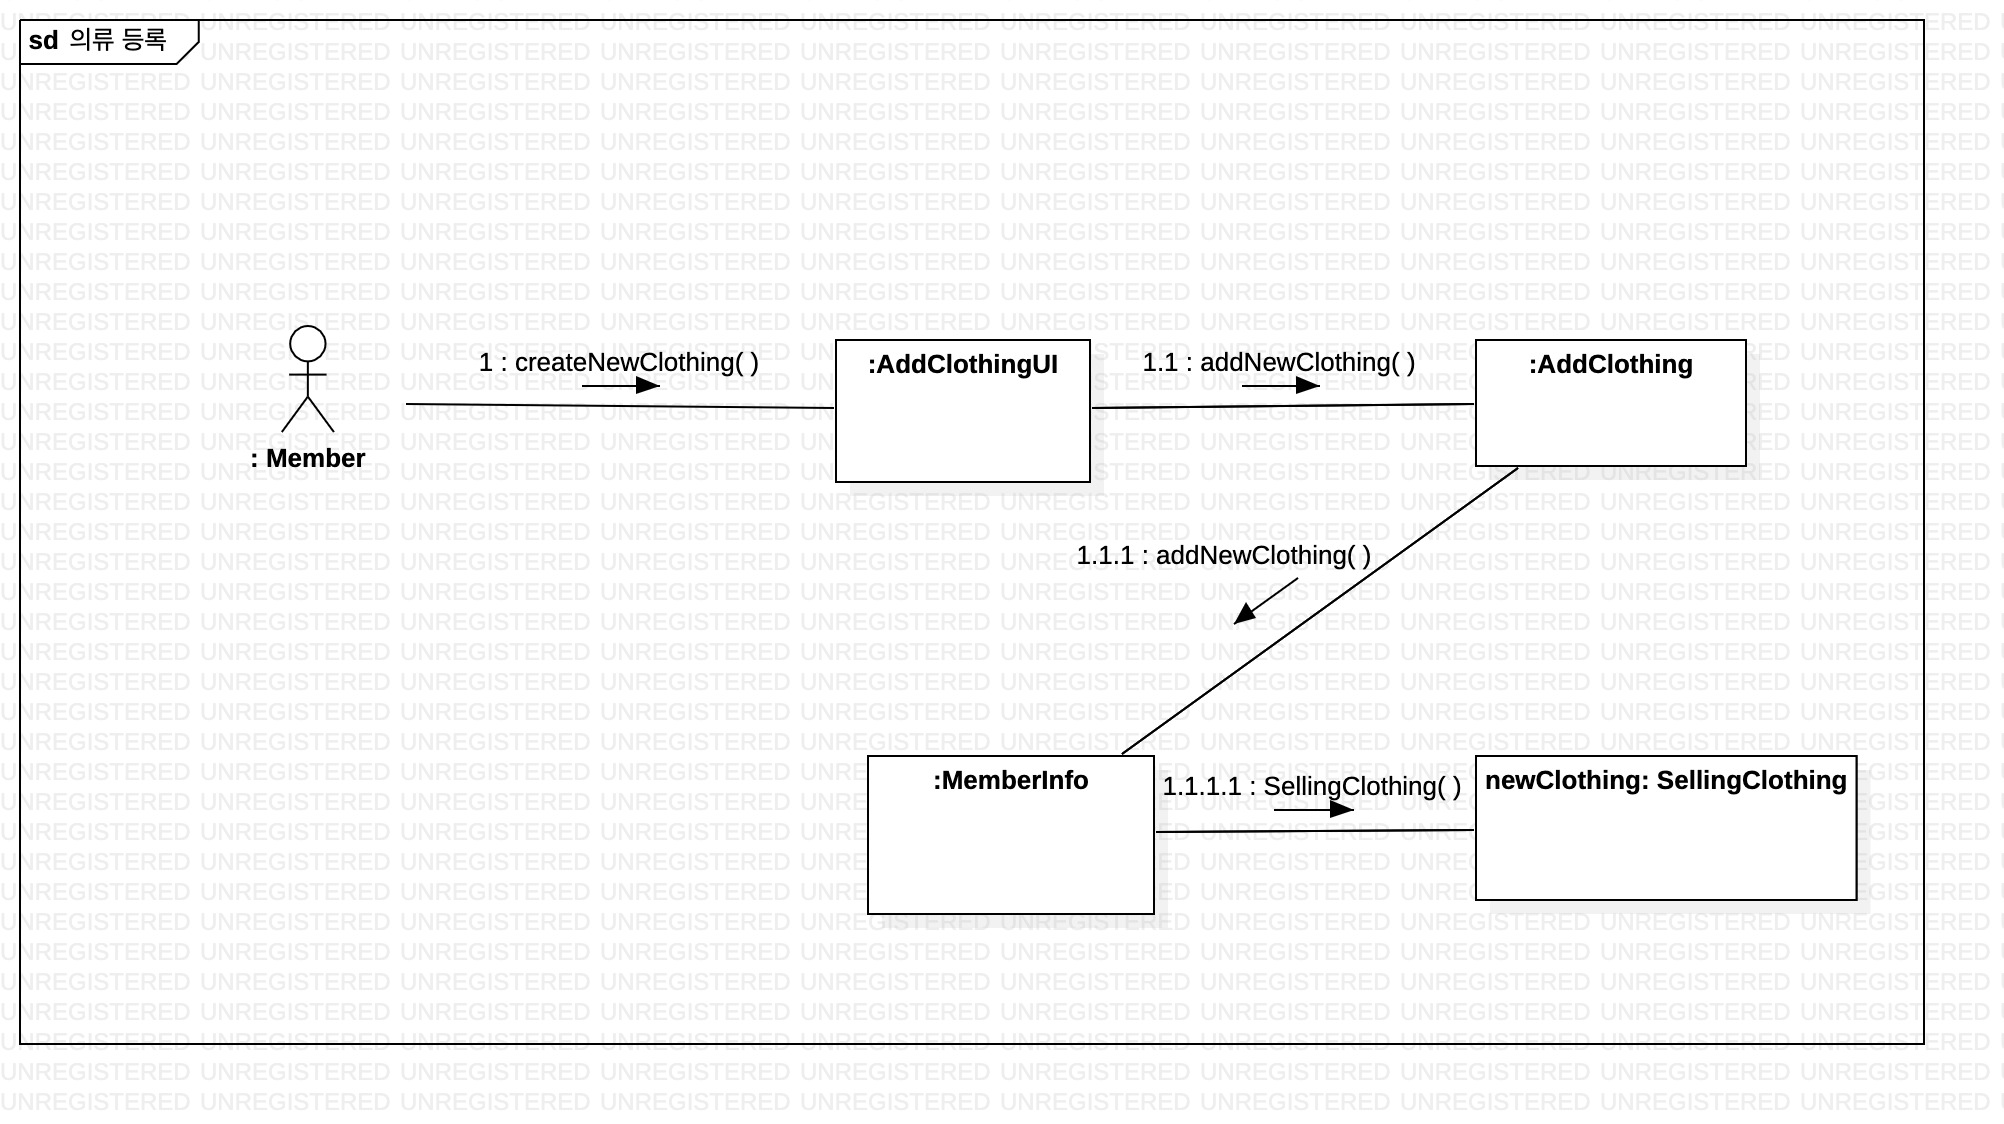 sd 의류 등록
1 : createNewClothing( )
:AddClothingUI
1.1 : addNewClothing( )
:AddClothing
: Member
1.1.1 : addNewClothing( )
:MemberInfo
1.1.1.1 : SellingClothing( )
newClothing: SellingClothing
UNREGISTERED